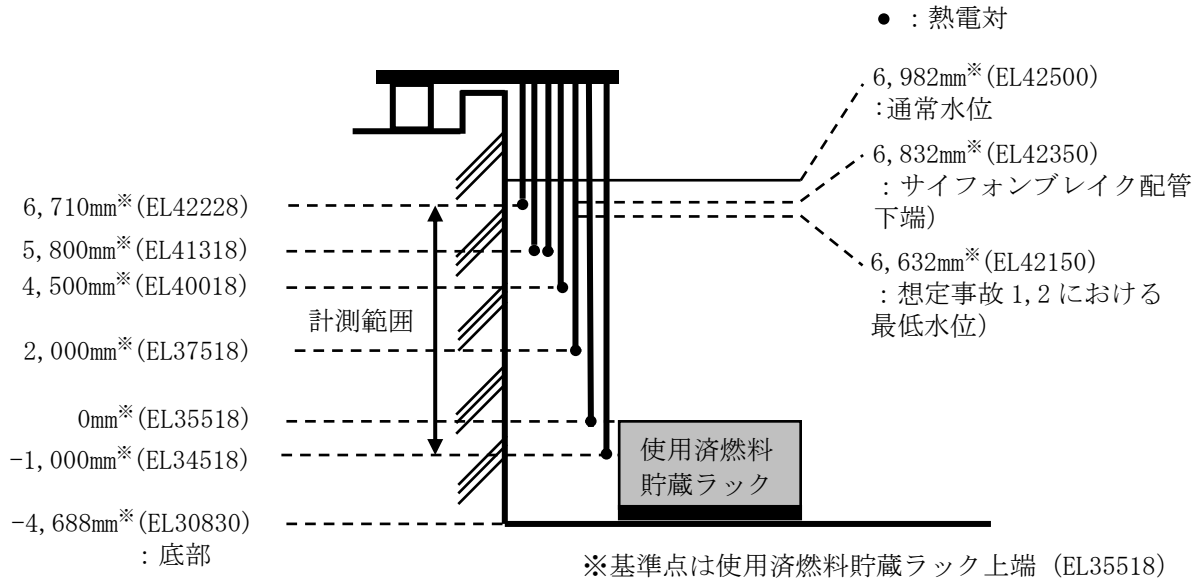 ● : 熱電対
6,982mm※(EL42500)
:通常水位
6,832mm※(EL42350)
: サイフォンブレイク配管
下端)
6,632mm※(EL42150)
: 想定事故 1,2 における
最低水位)
6,710mm※(EL42228)
5,800mm※(EL41318)
4,500mm※(EL40018)
計測範囲
2,000mm※(EL37518)
0mm※(EL35518)
-1,000mm※(EL34518)
使用済燃料
貯蔵ラック
-4,688mm※(EL30830)
: 底部
※基準点は使用済燃料貯蔵ラック上端 (EL35518)